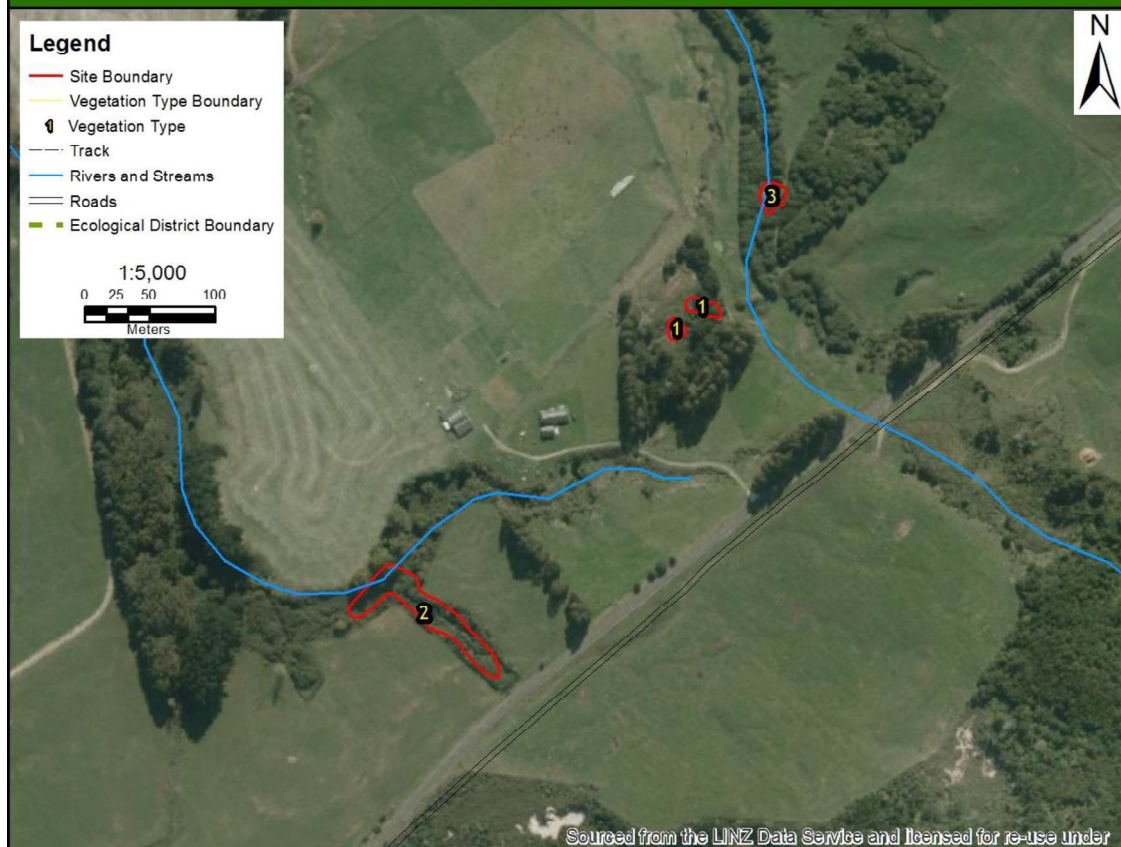 Legend
Site Boundary
Vegetation Type Boundary
1 Vegetation Type
Track
Rivers and Streams
Roads
Ecological District Boundary
1:5,000
0 25 50 100
Meters
N
3
1
1
2
Sourced from the LINZ Data Service and licensed for re-use under